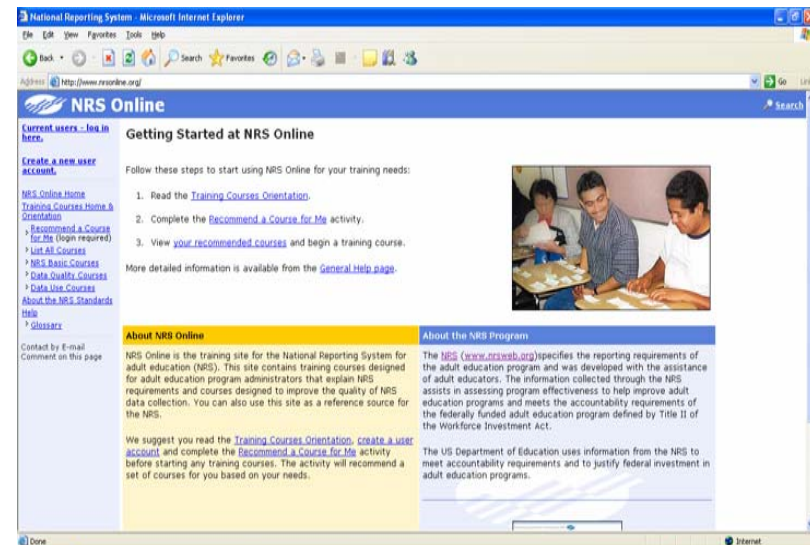 National Reporting System - Microsoft Internet Explorer
File Edit View Favorites Tools Help
Back Search Favorites
Address http://www.nrsonline.org/ Go
NRS Online
Search
Current users - log in
here.
Create a new user
account.
NRS Online Home
Training Courses Home &
Orientation
Recommend a Course
for Me (login required)
List All Courses
NRS Basic Courses
Data Quality Courses
Data Use Courses
About the NRS Standards
Help
Glossary
Contact by E-mail
Comment on this page
Getting Started at NRS Online
Follow these steps to start using NRS Online for your training needs:
1. Read the Training Courses Orientation.
2. Complete the Recommend a Course for Me activity.
3. View your recommended courses and begin a training course.
More detailed information is available from the General Help page.
About NRS Online
NRS Online is the training site for the National Reporting System for
adult education (NRS). This site contains training courses designed
for adult education program administrators that explain NRS
requirements and courses designed to improve the quality of NRS
data collection. You can also use this site as a reference source for
the NRS.
We suggest you read the Training Courses Orientation, create a user
account and complete the Recommend a Course for Me activity
before starting any training courses. The activity will recommend a
set of courses for you based on your needs.
About the NRS Program
The NRS (www.nrsweb.org)specifies the reporting requirements of
the adult education program and was developed with the assistance
of adult educators. The information collected through the NRS
assists in assessing program effectiveness to help improve adult
education programs and meets the accountability requirements of
the federally funded adult education program defined by Title II of
the Workforce Investment Act.
The US Department of Education uses information from the NRS to
meet accountability requirements and to justify federal investment in
adult education programs.
Done
Internet